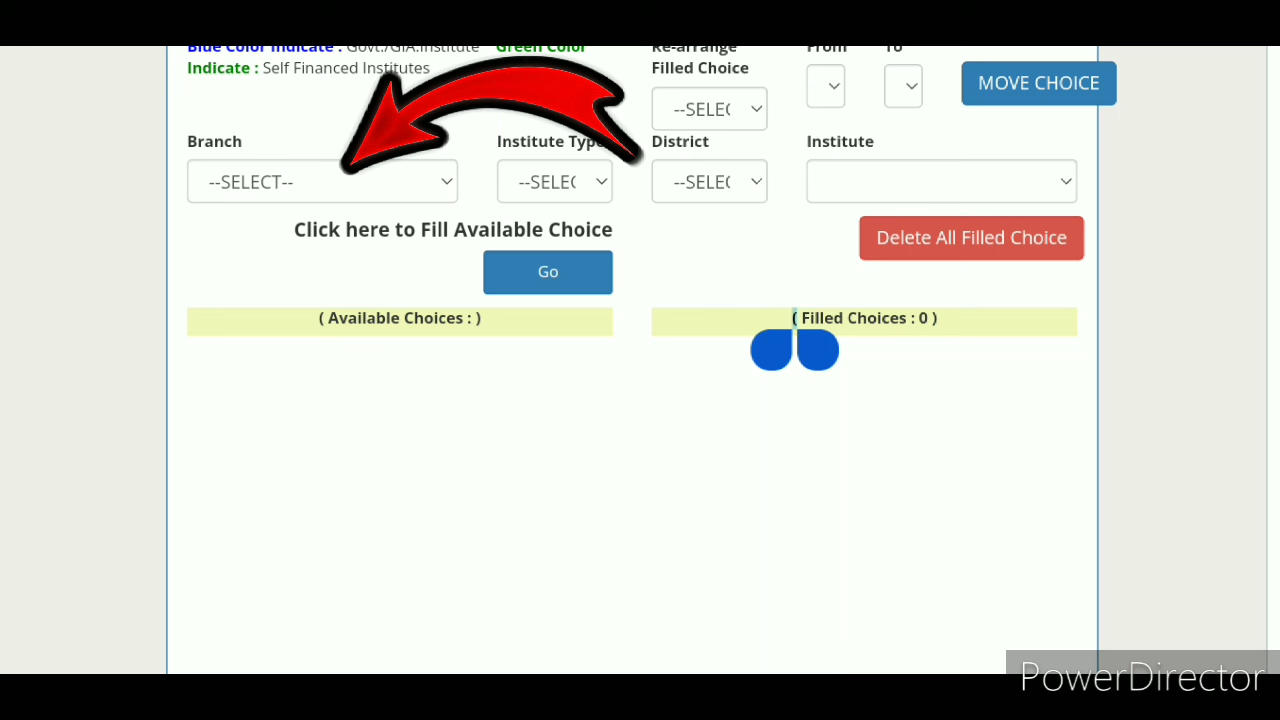 Blue Color Indicate : Govt./GIA.Institute Green Color
Indicate : Self Financed Institutes
Re-arrange
Filled Choice
From To
--SELEC
MOVE CHOICE
Branch Institute Type District Institute
--SELECT-- --SELEC --SELEC
Click here to Fill Available Choice
Go
Delete All Filled Choice
( Available Choices : ) ( Filled Choices : 0 )
PowerDirector